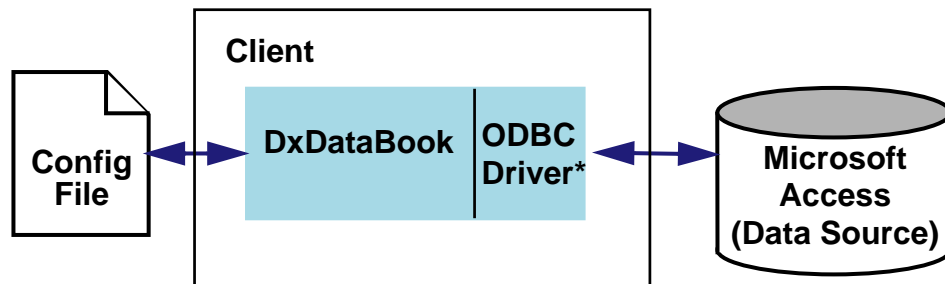 Client
Config
File
DxDataBook
ODBC
Driver*
Microsoft
Access
(Data Source)